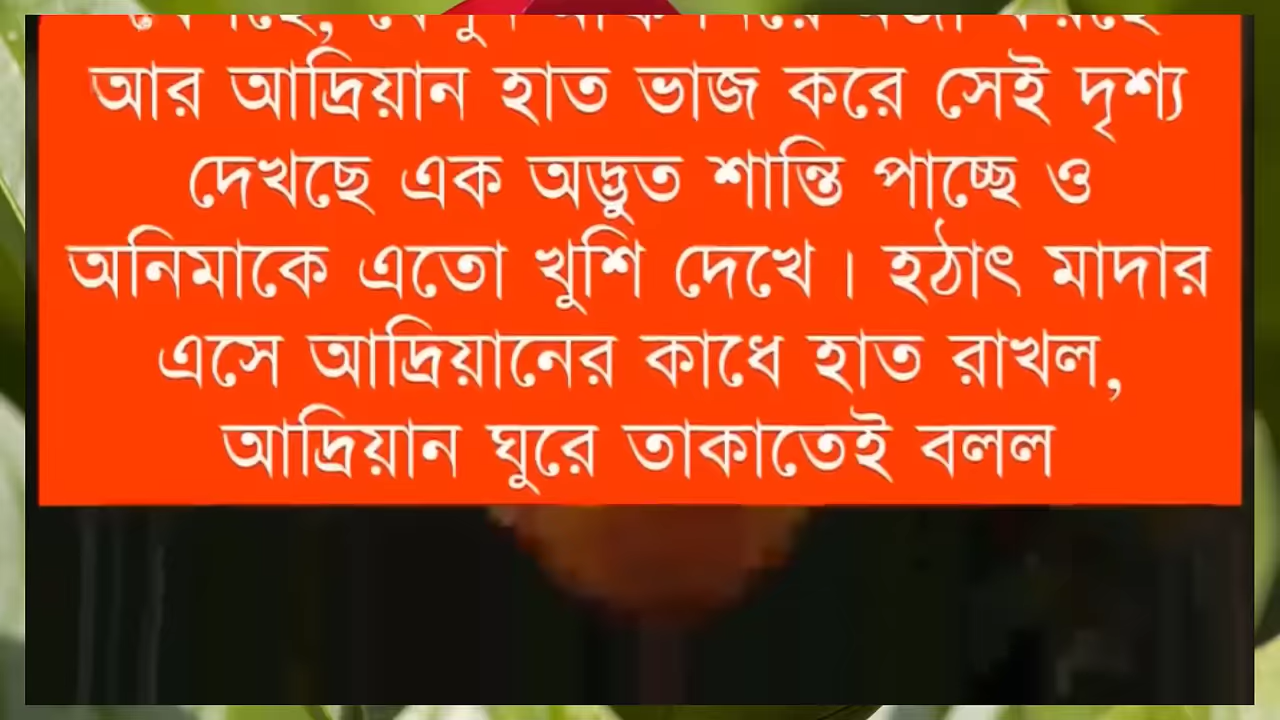 আর আদ্রিয়ান হাত ভাজ করে সেই দৃশ্য
দেখছে এক অদ্ভুত শান্তি পাচ্ছে ও
অনিমাকে এতো খুশি দেখে। হঠাৎ মাদার
এসে আদ্রিয়ানের কাধে হাত রাখল,
আদ্রিয়ান ঘুরে তাকাতেই বলল